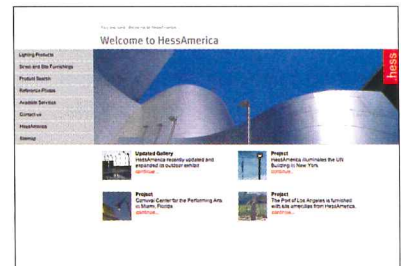 Welcome to HessAmerica
Lighting Products
Street and Site Furnishings
Product Search
Reference Photos
Available Services
Contact us
HessAmerica
Sitemap
hess
Updated Gallery
HessAmerica recently updated and
expanded its outdoor exhibit
continue...
Project
HessAmerica illuminates the UN
Building in New York.
continue...
Project
Carnival Center for the Performing Arts
in Miami, Florida
continue...
Project
The Port of Los Angeles is furnished
with site amenities from HessAmerica.
continue...